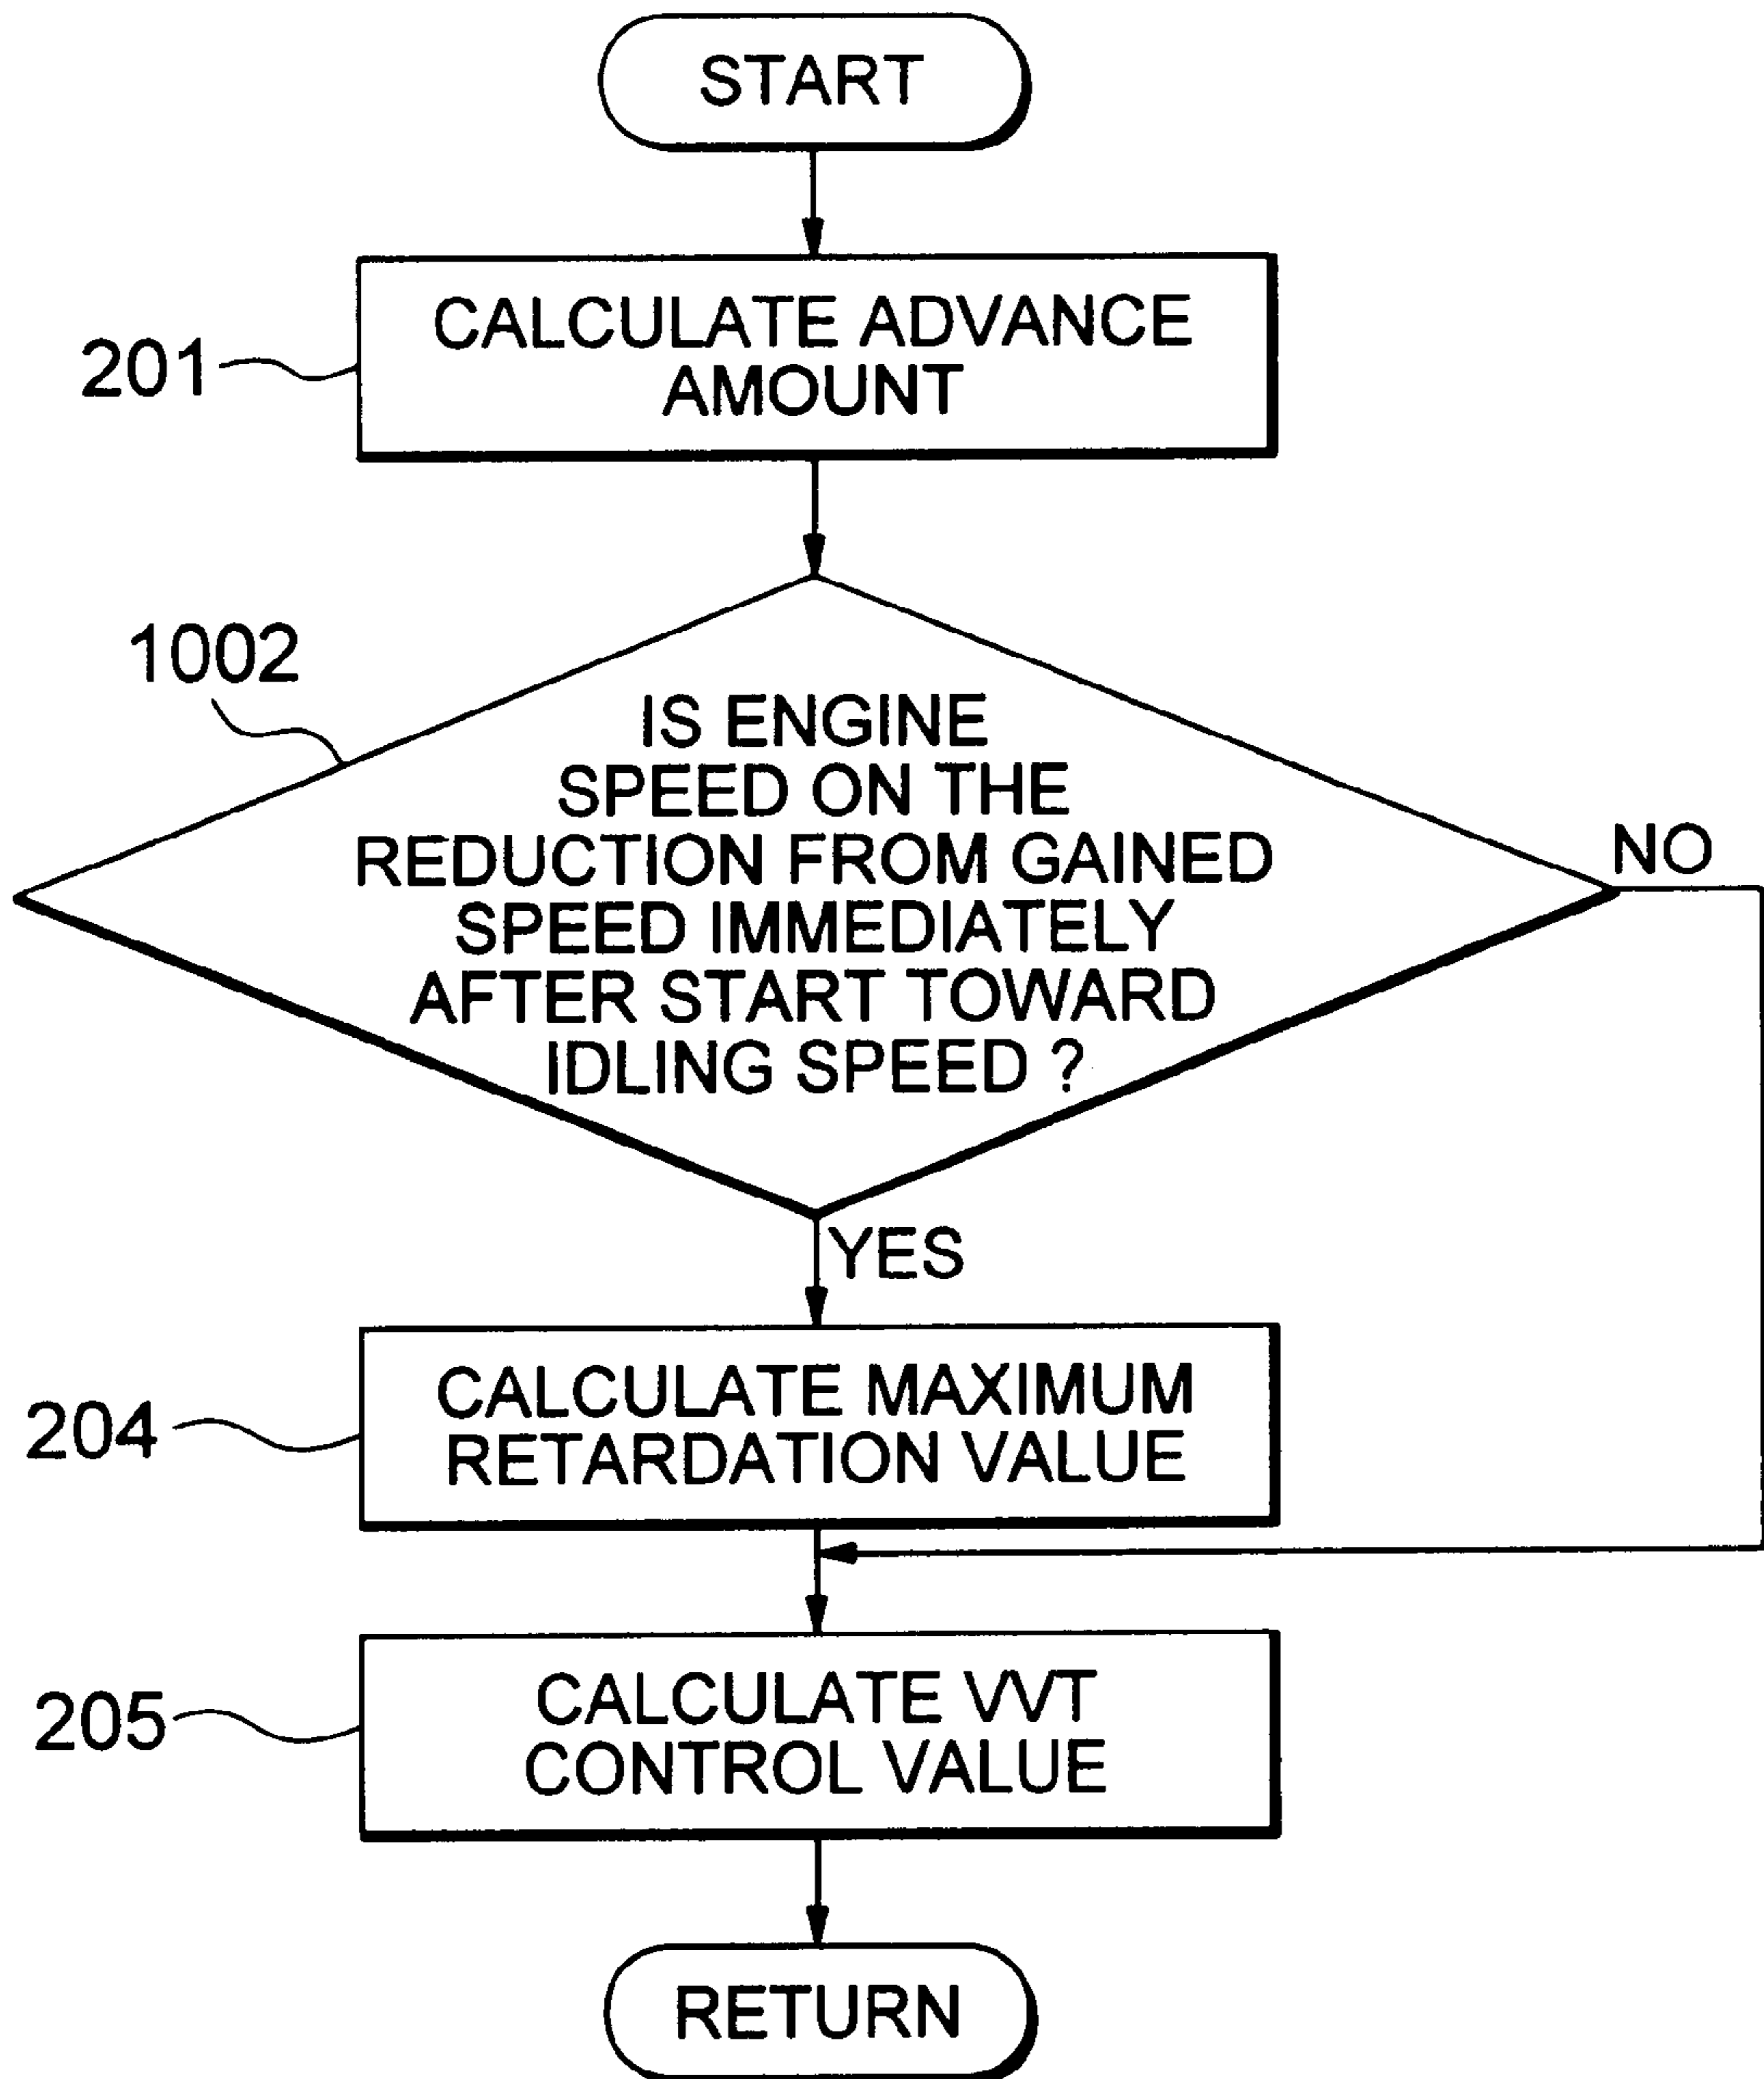 START
CALCULATE ADVANCE
AMOUNT
201
1002
IS ENGINE
SPEED ON THE
REDUCTION FROM GAINED
SPEED IMMEDIATELY
AFTER START TOWARD
IDLING SPEED ?
NO
YES
CALCULATE MAXIMUM
RETARDATION VALUE
204
CALCULATE VVT
CONTROL VALUE
205
RETURN